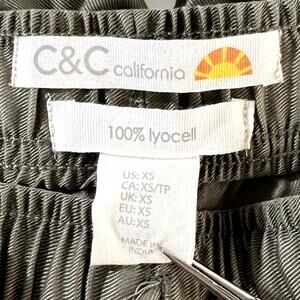 C&C california
100% lyocell
US: XS
CA: XS/TP
UK: XS
EU: XS
AU: XS
MADE IN
INDIA